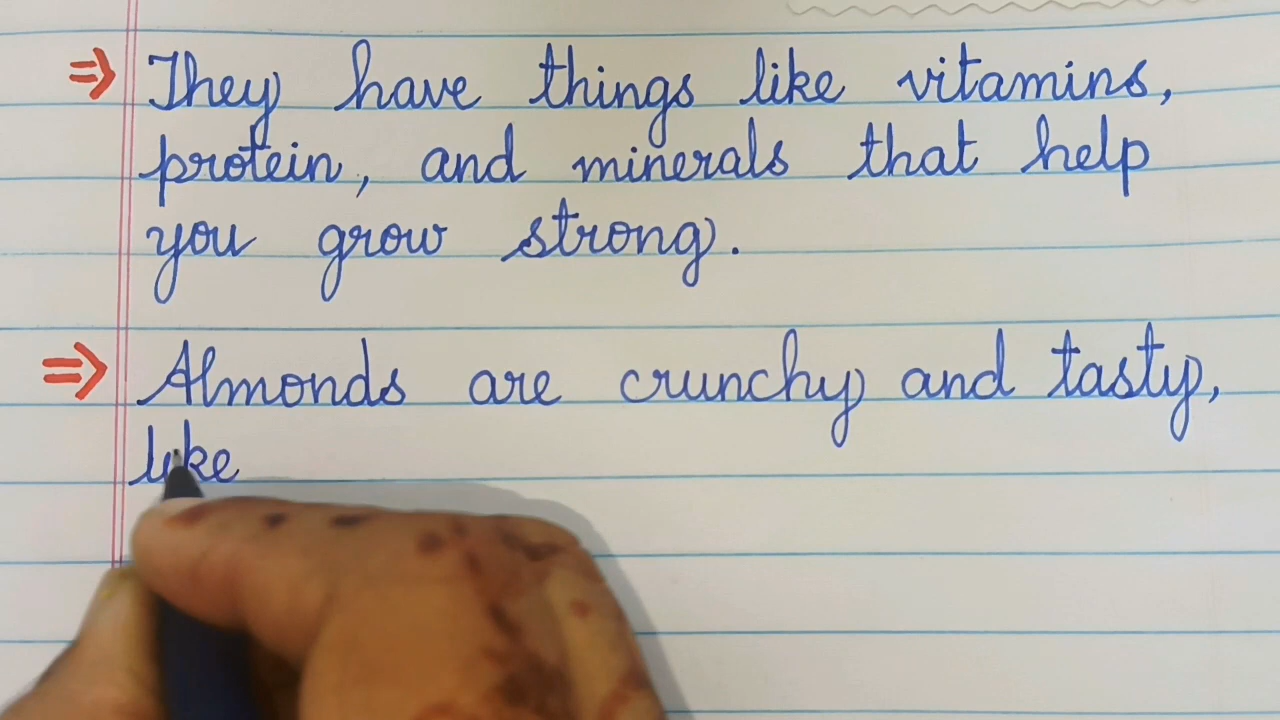 ⇒ They have things like vitamins,
protein, and minerals that help
you grow strong.
⇒ Almonds are crunchy and tasty,
like